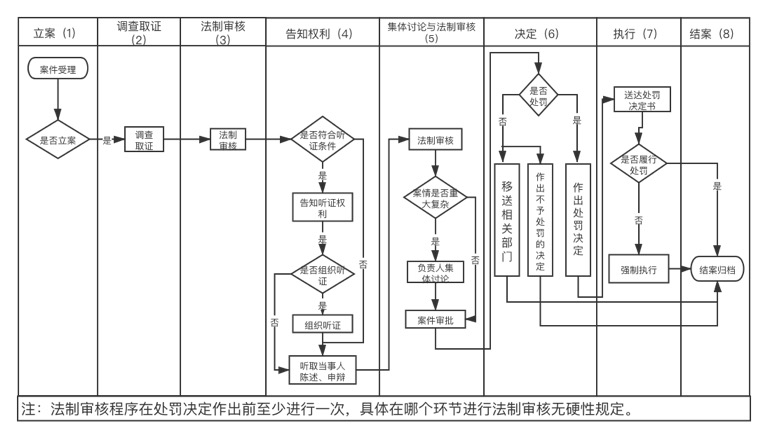 立案（1）
调查取证
（2）
法制审核
（3）
告知权利（4）
集体讨论与法制审核
（5）
决定（6）
执行（7）
结案（8）
案件受理
是否立案
是
调查
取证
法制
审核
是否符合听
证条件
是
告知听证权
利
是
是否组织听
证
是
否
否
组织听证
听取当事人
陈述、申辩
法制审核
案情是否重
大复杂
是
否
负责人集
体讨论
案件审批
是否
处罚
否
是
移送相关部门
作出不予处罚的决定
作出处罚决定
送达处罚
决定书
是否履行
处罚
是
否
强制执行
结案归档
注：法制审核程序在处罚决定作出前至少进行一次，具体在哪个环节进行法制审核无硬性规定。